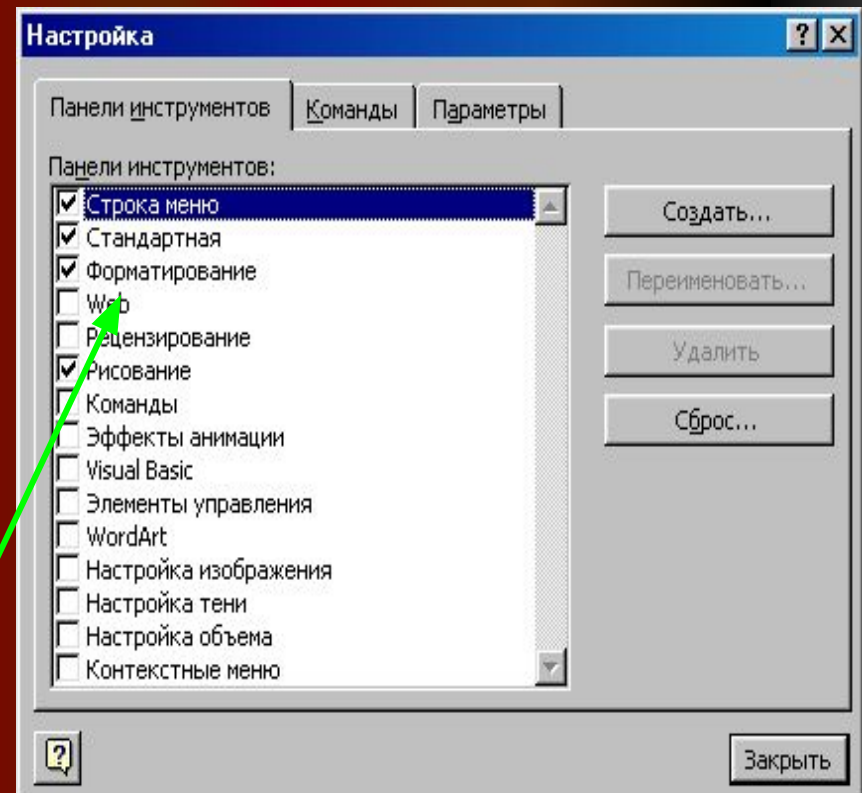 Настройка
Панели инструментов Команды Параметры
Панели инструментов:
Строка меню
Стандартная
Форматирование
Web
Рецензирование
Рисование
Команды
Эффекты анимации
Visual Basic
Элементы управления
WordArt
Настройка изображения
Настройка тени
Настройка объема
Контекстные меню
Создать...
Переименовать...
Удалить
Сброс...
Закрыть